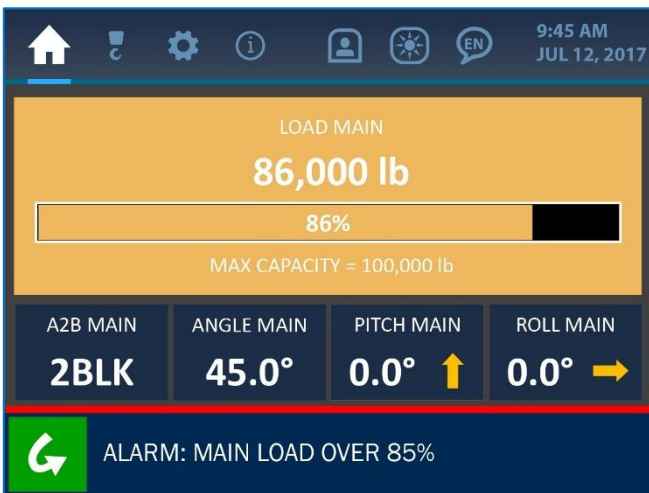 EN
9:45 AM
JUL 12, 2017
LOAD MAIN
86,000 lb
86%
MAX CAPACITY = 100,000 lb
A2B MAIN
2BLK
ANGLE MAIN
45.0°
PITCH MAIN
0.0°
ROLL MAIN
0.0°
ALARM: MAIN LOAD OVER 85%